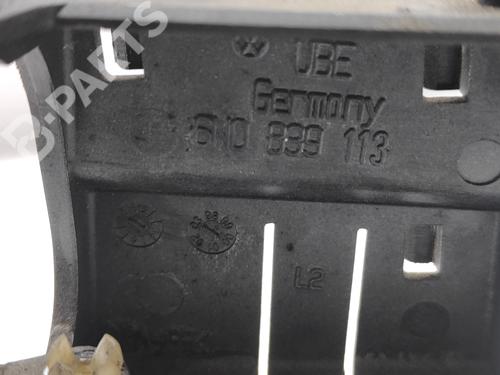 B-PARTS
UBE
Germany
6N0 839 113
L2